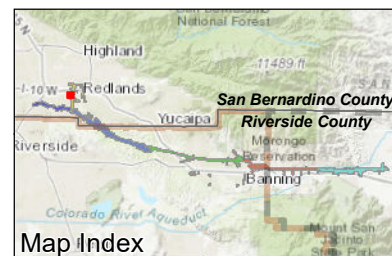 National Forest
Highland
11489 ft
I-10 W
Redlands
San Bernardino County
Yucaipa
Riverside County
Riverside
Morongo
Reservation
Banning
Colorado River Aqueduct
Mount San
Jacinto
State Park
Map Index